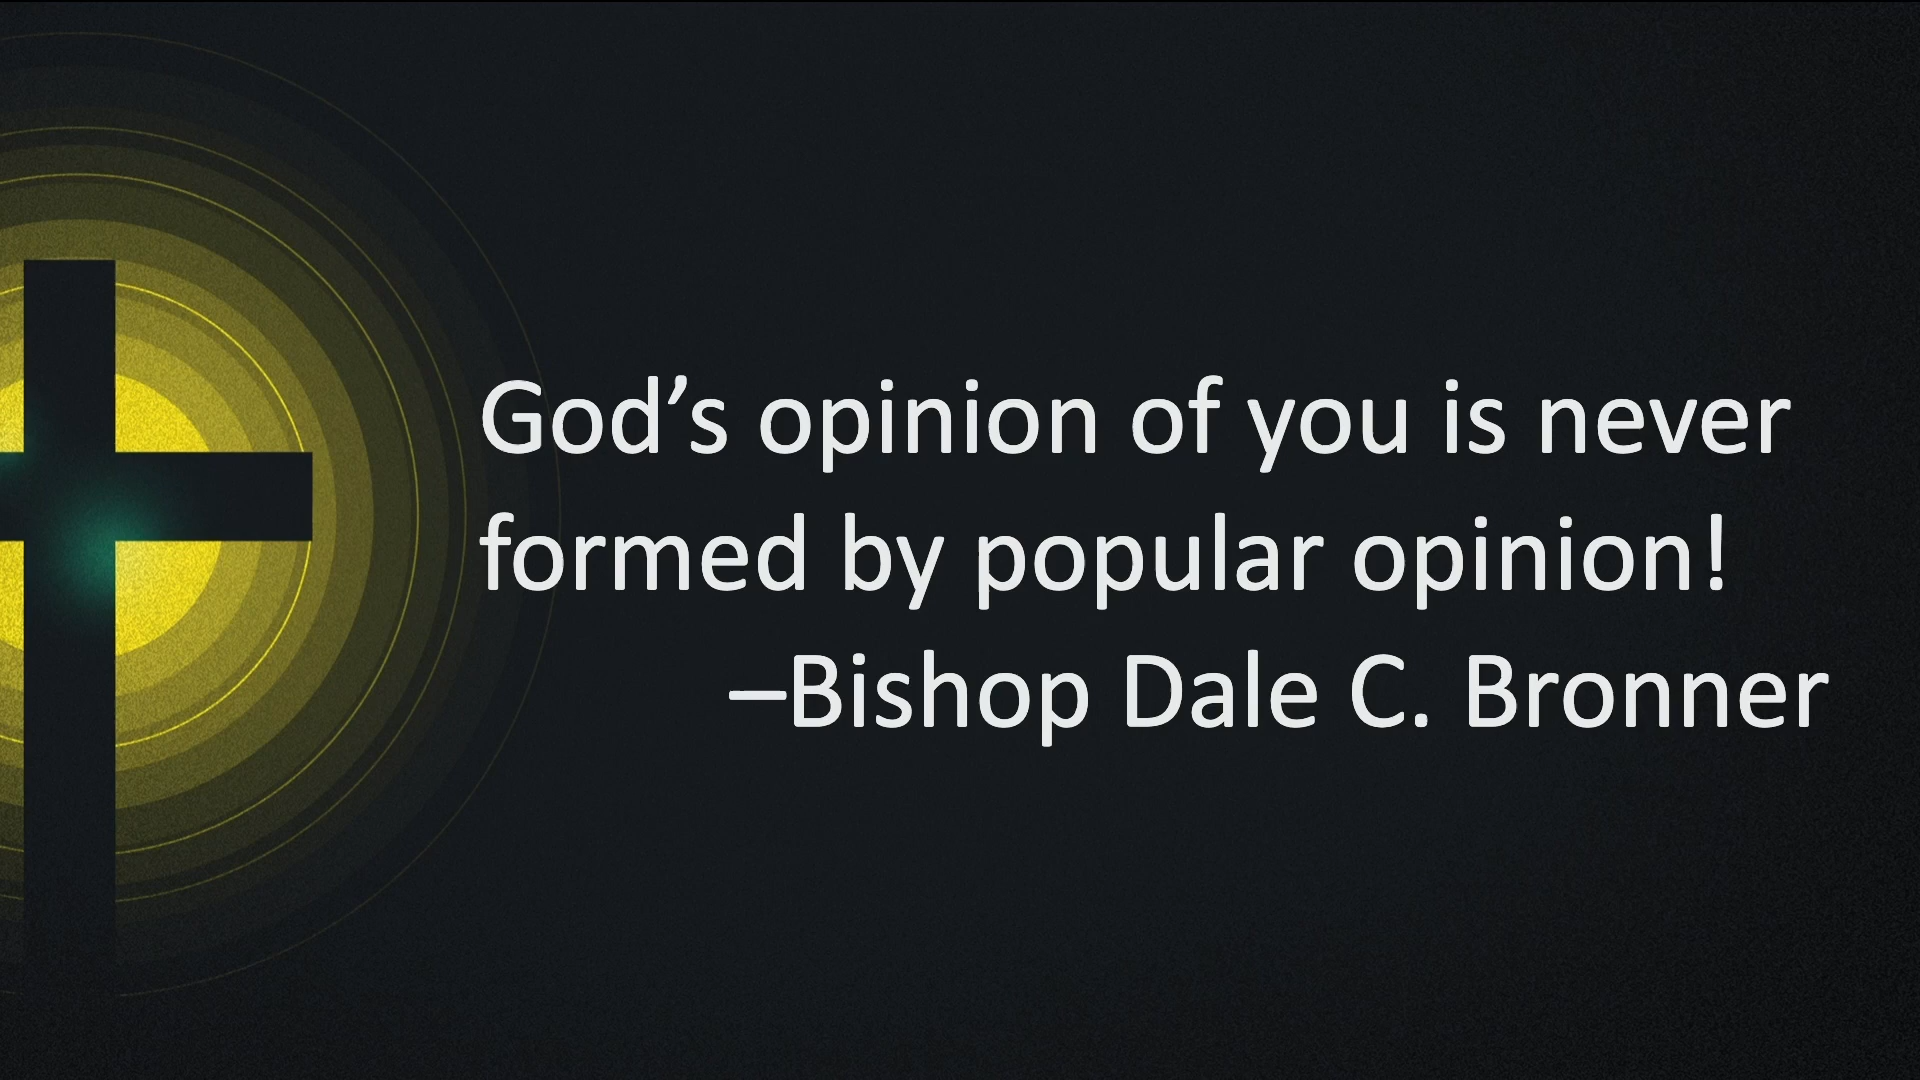 God’s opinion of you is never
formed by popular opinion!
–Bishop Dale C. Bronner